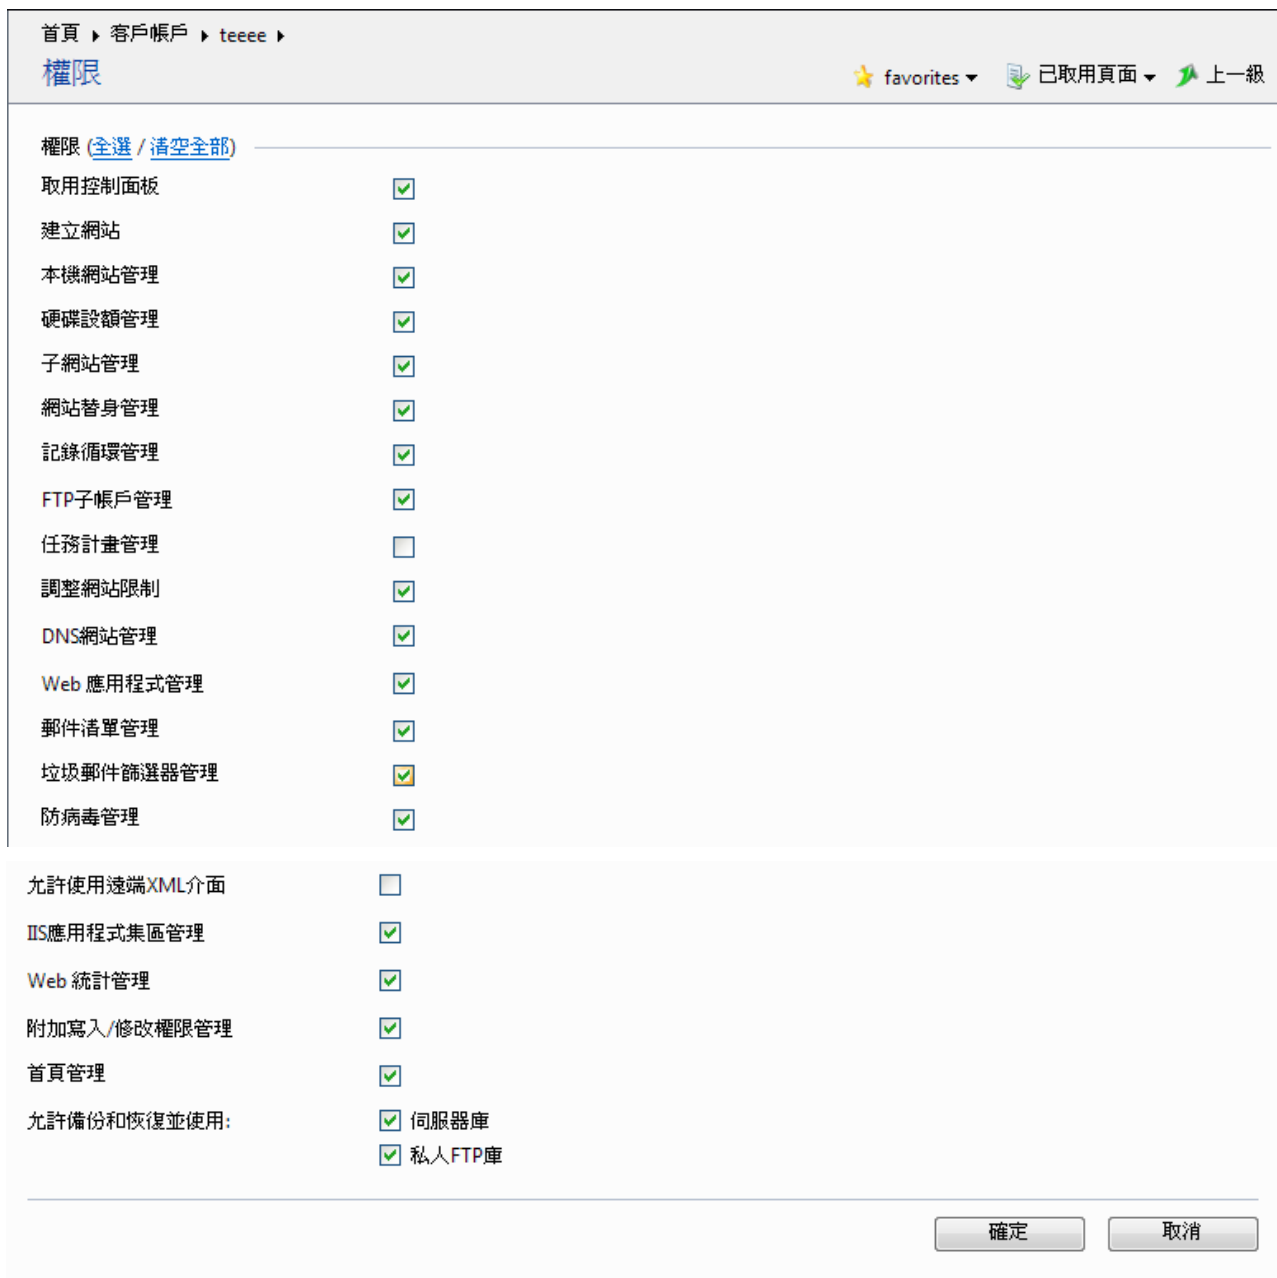 首頁 ▸ 客戶帳戶 ▸ teeee ▸
權限
favorites 已取用頁面 上一級
權限 (全選 / 清空全部)
取用控制面板
建立網站
本機網站管理
硬碟設額管理
子網站管理
網站替身管理
記錄循環管理
FTP子帳戶管理
任務計畫管理
調整網站限制
DNS網站管理
Web 應用程式管理
郵件清單管理
垃圾郵件篩選器管理
防病毒管理
允許使用遠端XML介面
IIS應用程式集區管理
Web 統計管理
附加寫入/修改權限管理
首頁管理
允許備份和恢復並使用: 伺服器庫
私人FTP庫
確定 取消